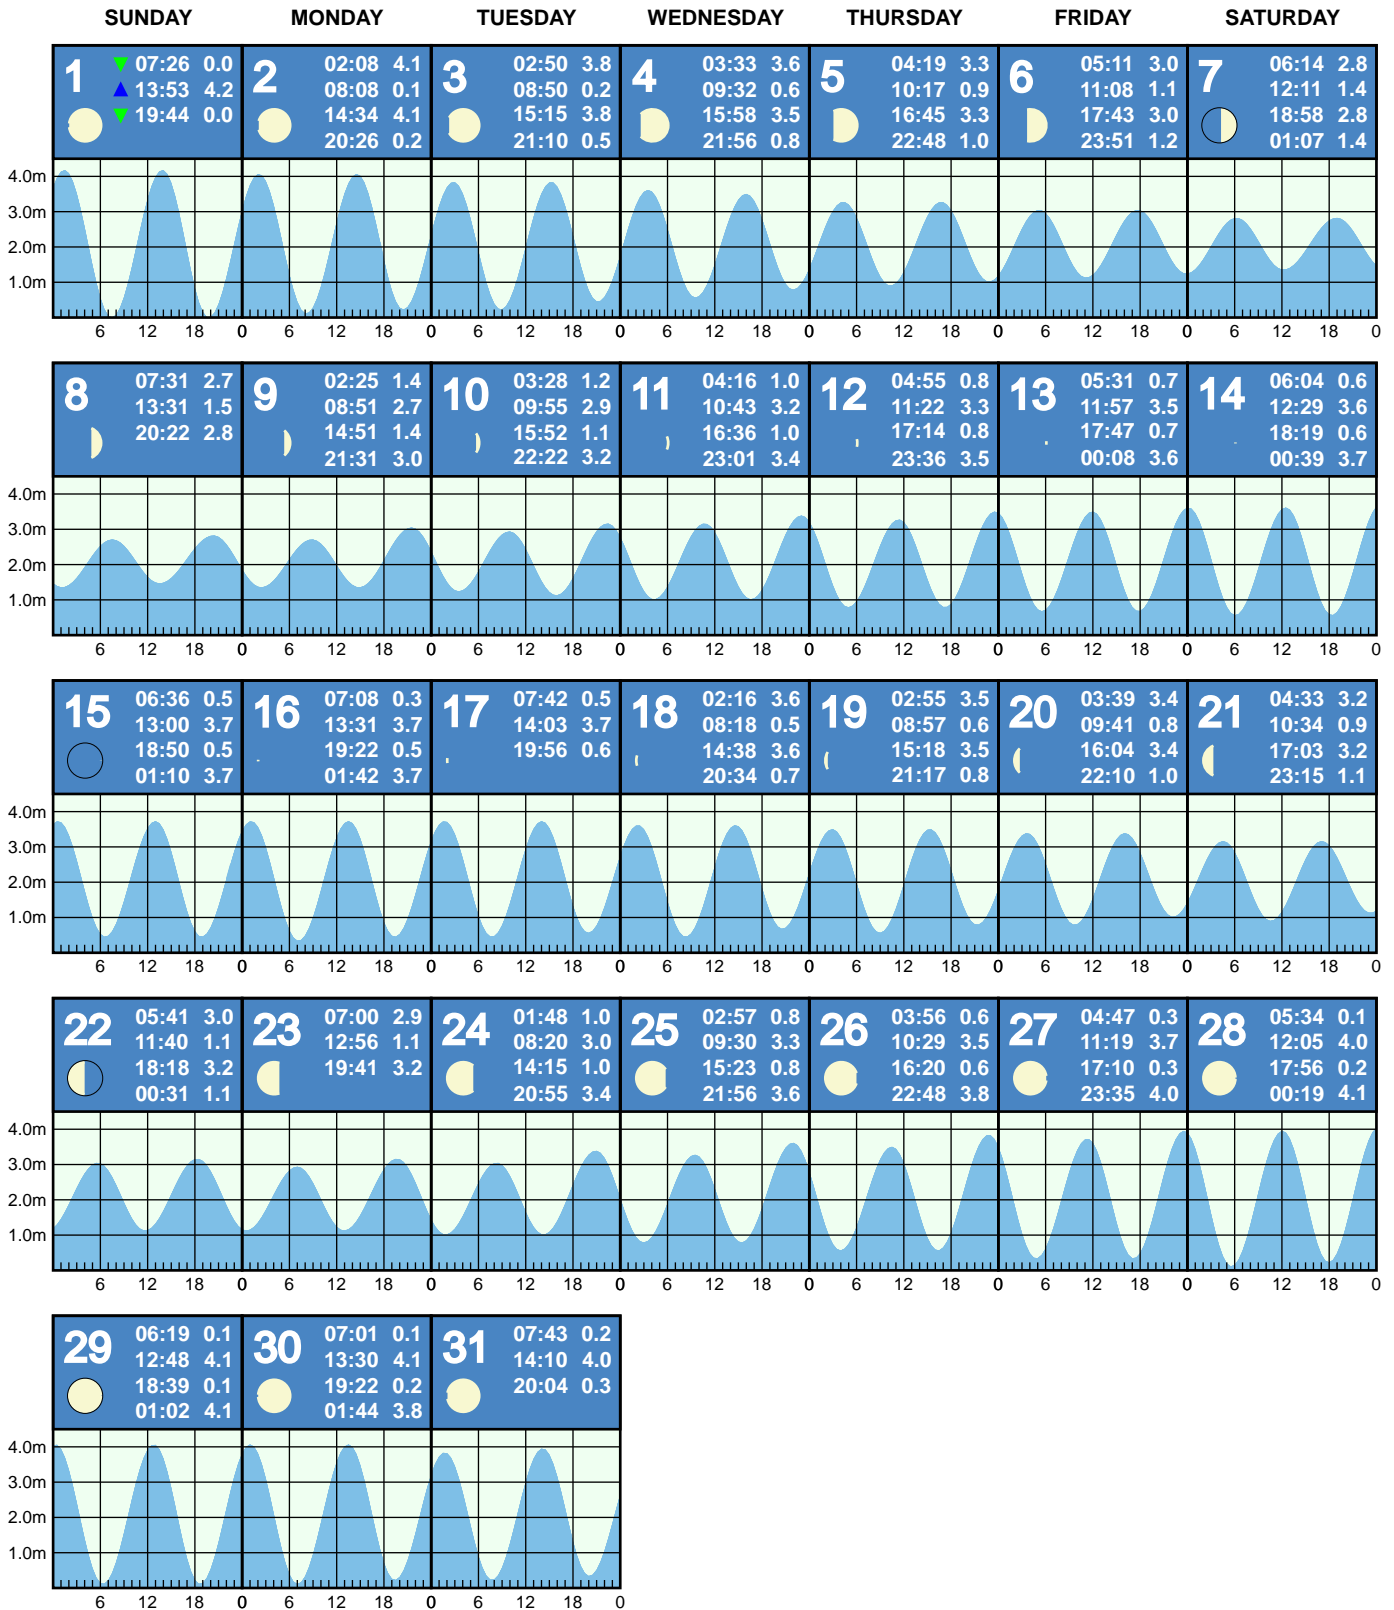 SUNDAY MONDAY TUESDAY WEDNESDAY THURSDAY FRIDAY SATURDAY
1 07:26 0.0
13:53 4.2
19:44 0.0
2 02:08 4.1
08:08 0.1
14:34 4.1
20:26 0.2
3 02:50 3.8
08:50 0.2
15:15 3.8
21:10 0.5
4 03:33 3.6
09:32 0.6
15:58 3.5
21:56 0.8
5 04:19 3.3
10:17 0.9
16:45 3.3
22:48 1.0
6 05:11 3.0
11:08 1.1
17:43 3.0
23:51 1.2
7 06:14 2.8
12:11 1.4
18:58 2.8
01:07 1.4
4.0m
3.0m
2.0m
1.0m
6 12 18 0 6 12 18 0 6 12 18 0 6 12 18 0 6 12 18 0 6 12 18 0 6 12 18 0
8 07:31 2.7
13:31 1.5
20:22 2.8
9 02:25 1.4
08:51 2.7
14:51 1.4
21:31 3.0
10 03:28 1.2
09:55 2.9
15:52 1.1
22:22 3.2
11 04:16 1.0
10:43 3.2
16:36 1.0
23:01 3.4
12 04:55 0.8
11:22 3.3
17:14 0.8
23:36 3.5
13 05:31 0.7
11:57 3.5
17:47 0.7
00:08 3.6
14 06:04 0.6
12:29 3.6
18:19 0.6
00:39 3.7
4.0m
3.0m
2.0m
1.0m
6 12 18 0 6 12 18 0 6 12 18 0 6 12 18 0 6 12 18 0 6 12 18 0 6 12 18 0
15 06:36 0.5
13:00 3.7
18:50 0.5
01:10 3.7
16 07:08 0.3
13:31 3.7
19:22 0.5
01:42 3.7
17 07:42 0.5
14:03 3.7
19:56 0.6
18 02:16 3.6
08:18 0.5
14:38 3.6
20:34 0.7
19 02:55 3.5
08:57 0.6
15:18 3.5
21:17 0.8
20 03:39 3.4
09:41 0.8
16:04 3.4
22:10 1.0
21 04:33 3.2
10:34 0.9
17:03 3.2
23:15 1.1
4.0m
3.0m
2.0m
1.0m
6 12 18 0 6 12 18 0 6 12 18 0 6 12 18 0 6 12 18 0 6 12 18 0 6 12 18 0
22 05:41 3.0
11:40 1.1
18:18 3.2
00:31 1.1
23 07:00 2.9
12:56 1.1
19:41 3.2
24 01:48 1.0
08:20 3.0
14:15 1.0
20:55 3.4
25 02:57 0.8
09:30 3.3
15:23 0.8
21:56 3.6
26 03:56 0.6
10:29 3.5
16:20 0.6
22:48 3.8
27 04:47 0.3
11:19 3.7
17:10 0.3
23:35 4.0
28 05:34 0.1
12:05 4.0
17:56 0.2
00:19 4.1
4.0m
3.0m
2.0m
1.0m
6 12 18 0 6 12 18 0 6 12 18 0 6 12 18 0 6 12 18 0 6 12 18 0 6 12 18 0
29 06:19 0.1
12:48 4.1
18:39 0.1
01:02 4.1
30 07:01 0.1
13:30 4.1
19:22 0.2
01:44 3.8
31 07:43 0.2
14:10 4.0
20:04 0.3
4.0m
3.0m
2.0m
1.0m
6 12 18 0 6 12 18 0 6 12 18 0